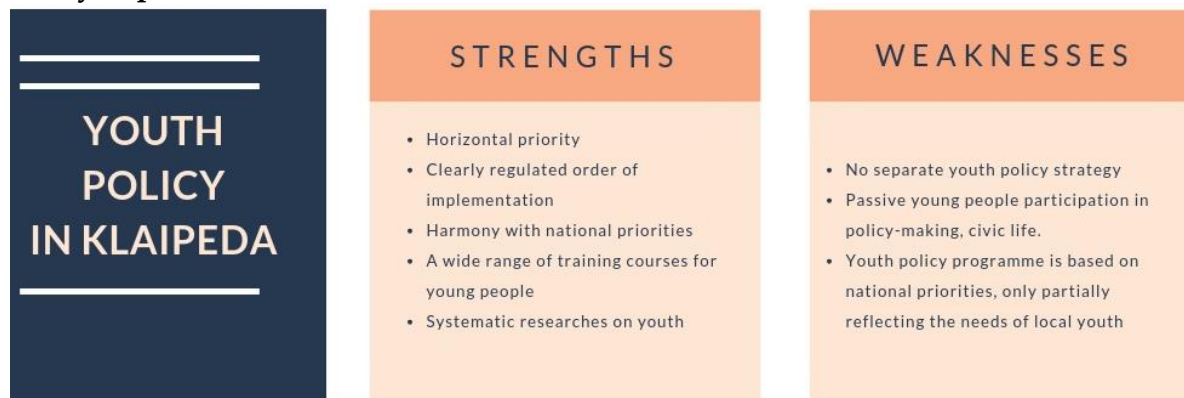 YOUTH
POLICY
IN KLAIPEDA
STRENGTHS
• Horizontal priority
• Clearly regulated order of
implementation
• Harmony with national priorities
• A wide range of training courses for
young people
• Systematic researches on youth
WEAKNESSES
• No separate youth policy strategy
• Passive young people participation in
policy-making, civic life.
• Youth policy programme is based on
national priorities, only partially
reflecting the needs of local youth